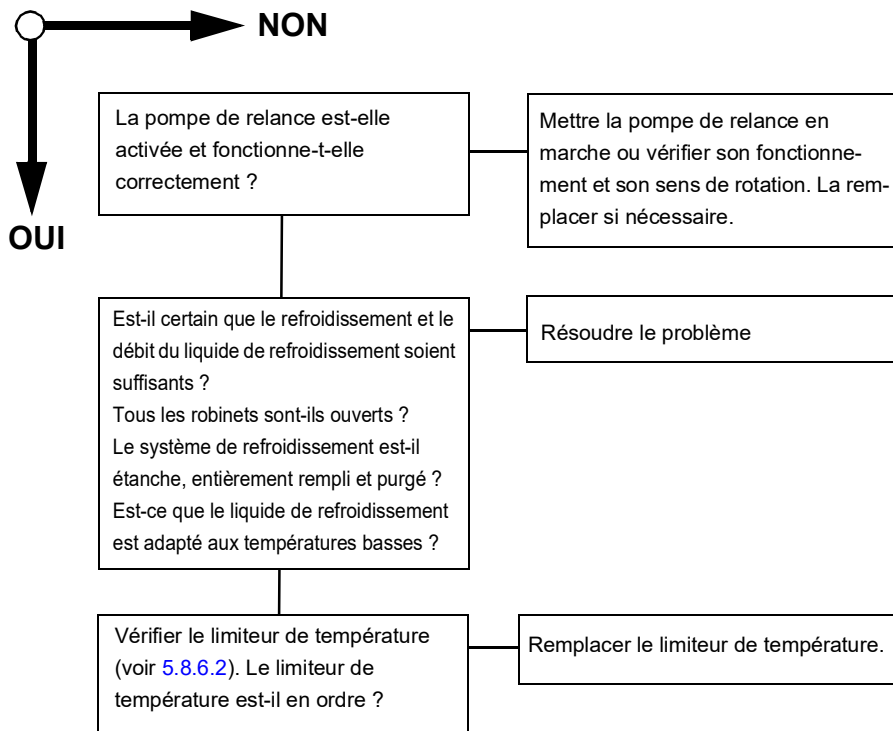 NON
OUI
La pompe de relance est-elle
activée et fonctionne-t-elle
correctement ?
Mettre la pompe de relance en
marche ou vérifier son fonctionne-
ment et son sens de rotation. La rem-
placer si nécessaire.
Est-il certain que le refroidissement et le
débit du liquide de refroidissement soient
suffisants ?
Tous les robinets sont-ils ouverts ?
Le système de refroidissement est-il
étanche, entièrement rempli et purgé ?
Est-ce que le liquide de refroidissement
est adapté aux températures basses ?
Résoudre le problème
Vérifier le limiteur de température
(voir 5.8.6.2). Le limiteur de
température est-il en ordre ?
Remplacer le limiteur de température.